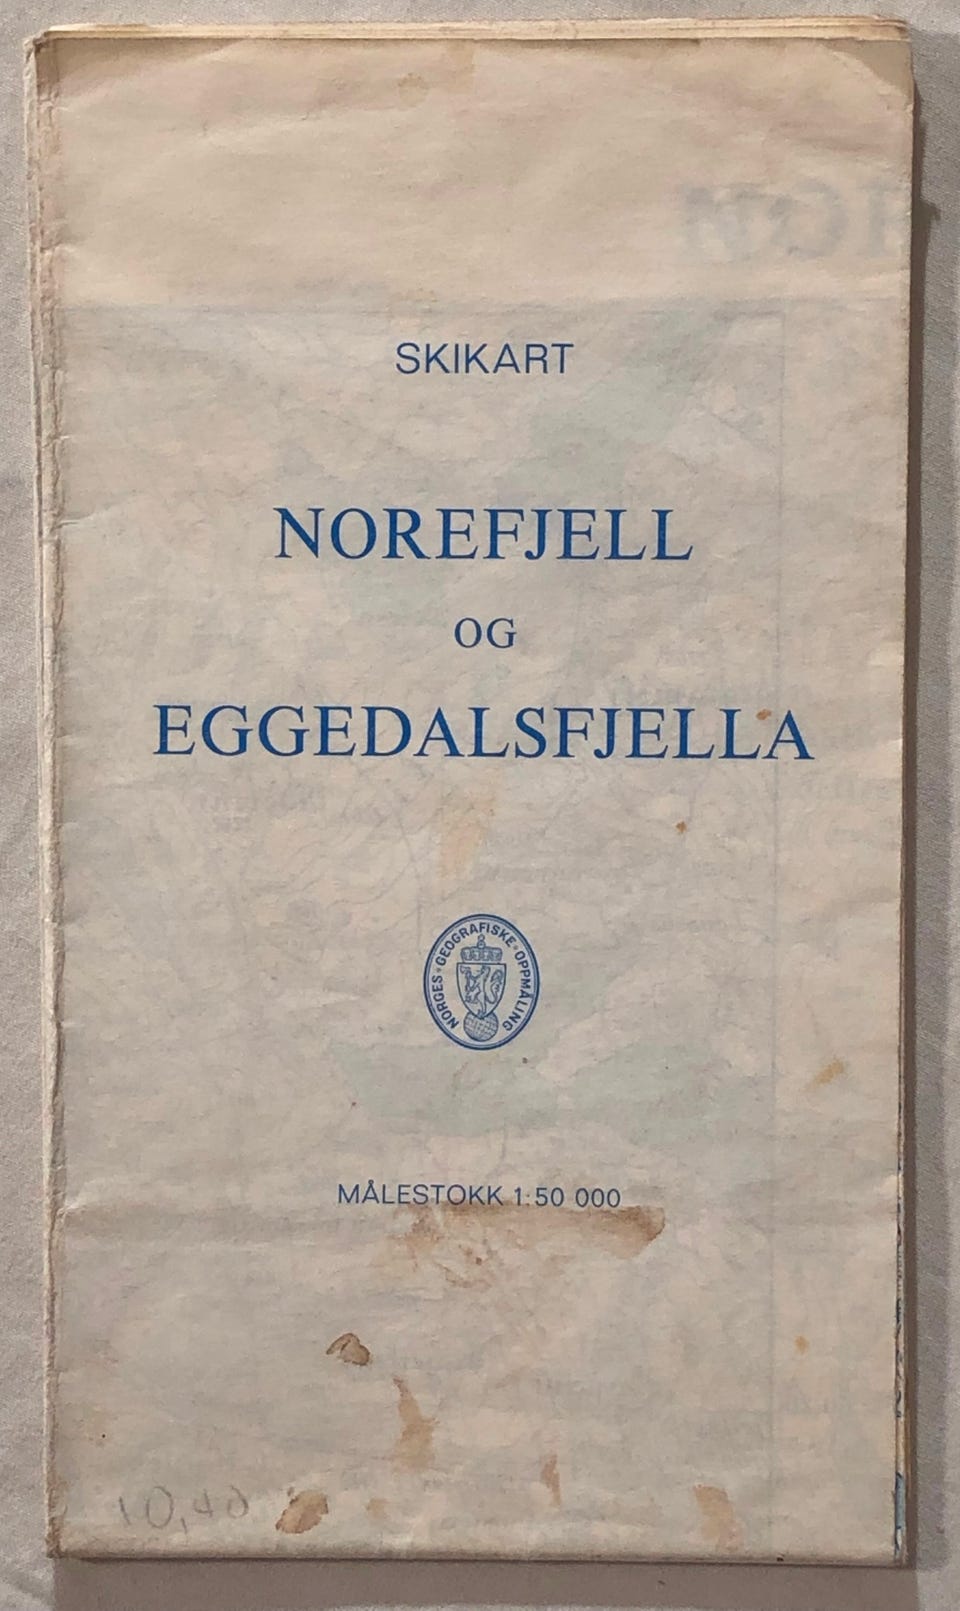 SKIKART
NOREFJELL
OG
EGGEDALSFJELLA
NORGES GEOGRAFISKE OPPMÅLING
MÅLESTOKK 1:50 000
10,40